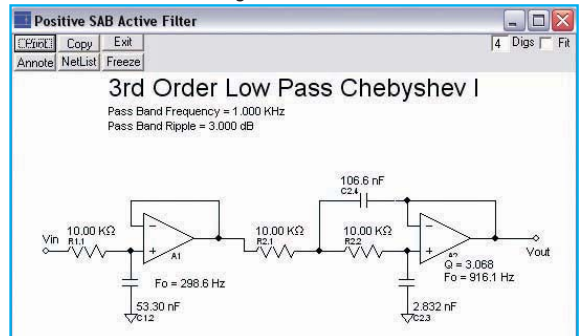 Positive SAB Active Filter
Print Copy Exit 4 Digs Fit
Annote NetList Freeze
3rd Order Low Pass Chebyshev I
Pass Band Frequency = 1.000 KHz
Pass Band Ripple = 3.000 dB
106.6 nF
C2.4
Vin 10.00 KΩ 10.00 KΩ 10.00 KΩ
R1.1 R2.1 R2.2
- + A1 - + Vout
Q = 3.068
Fo = 298.6 Hz Fo = 916.1 Hz
53.30 nF 2.832 nF
C1.2 C2.3